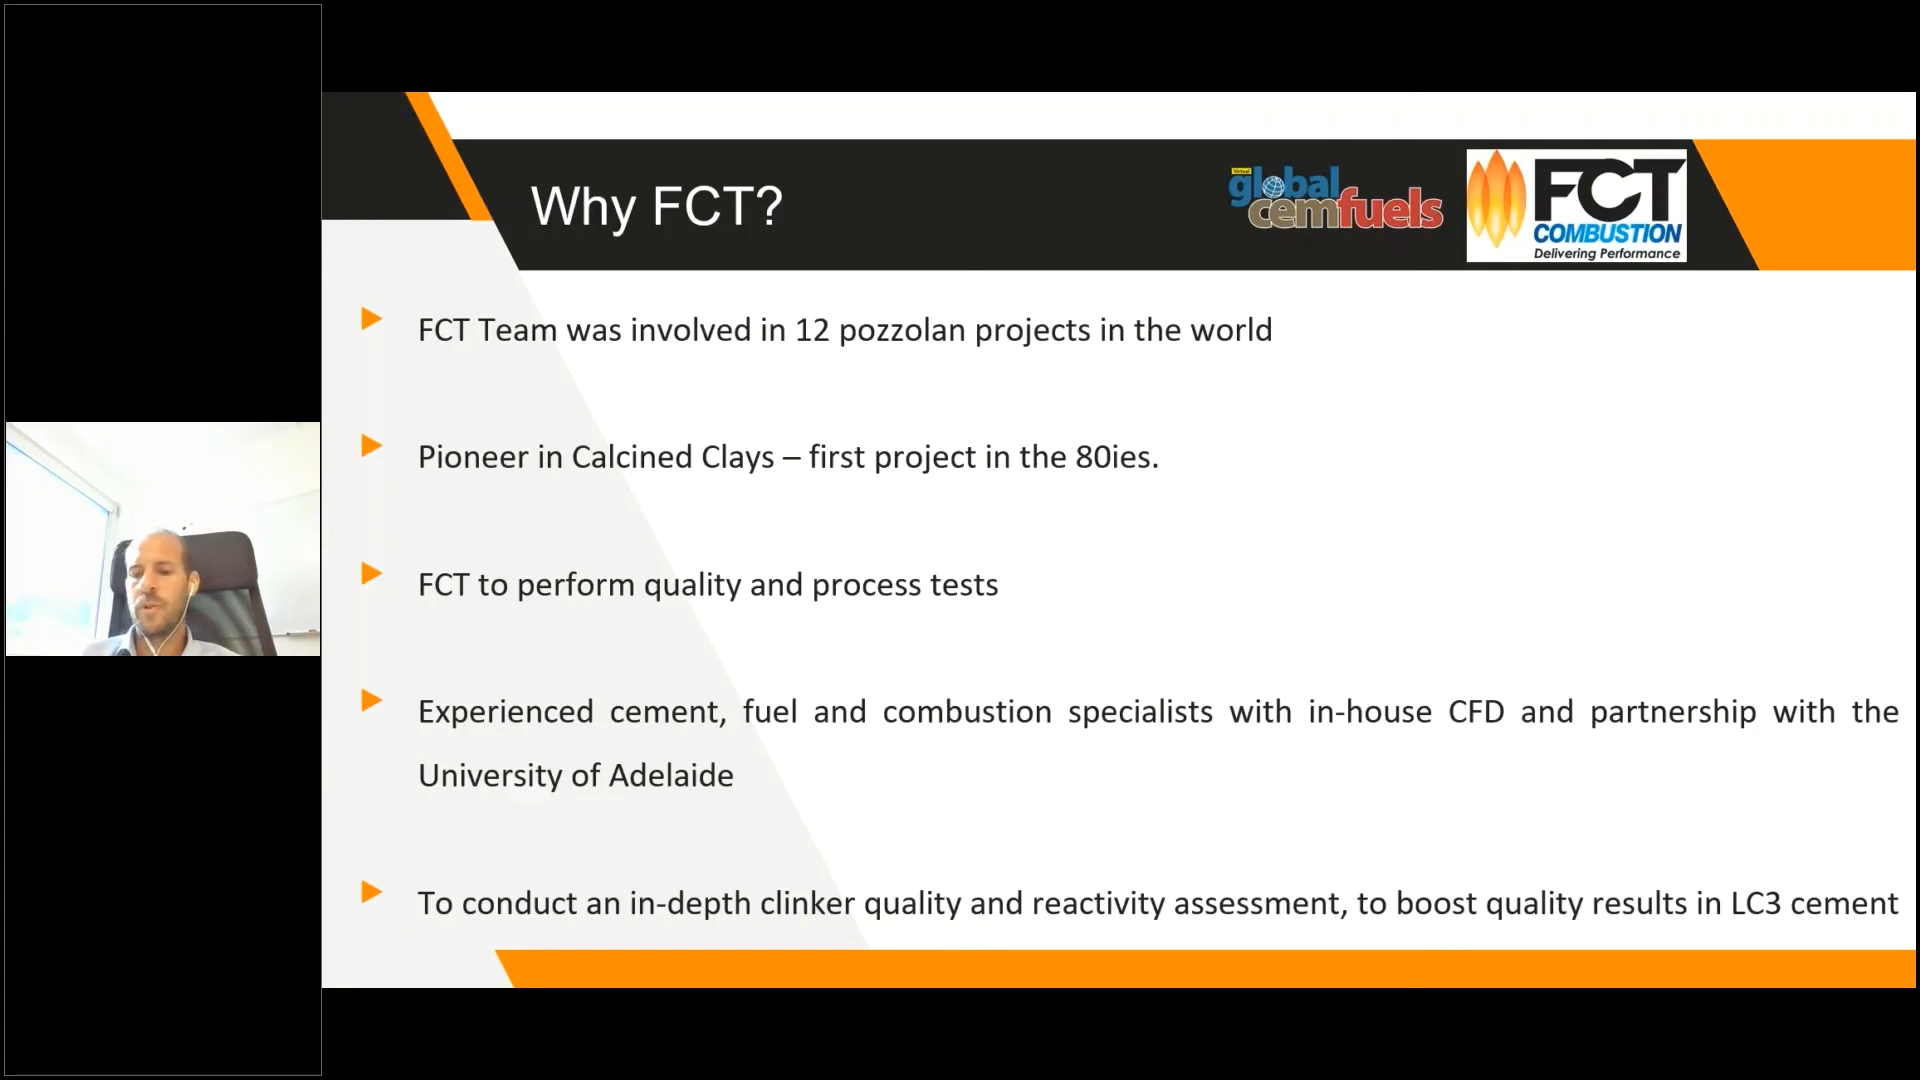 Why FCT?
Virtual
global
cemfuels
FCT
COMBUSTION
Delivering Performance
FCT Team was involved in 12 pozzolan projects in the world
Pioneer in Calcined Clays – first project in the 80ies.
FCT to perform quality and process tests
Experienced cement, fuel and combustion specialists with in-house CFD and partnership with the
University of Adelaide
To conduct an in-depth clinker quality and reactivity assessment, to boost quality results in LC3 cement